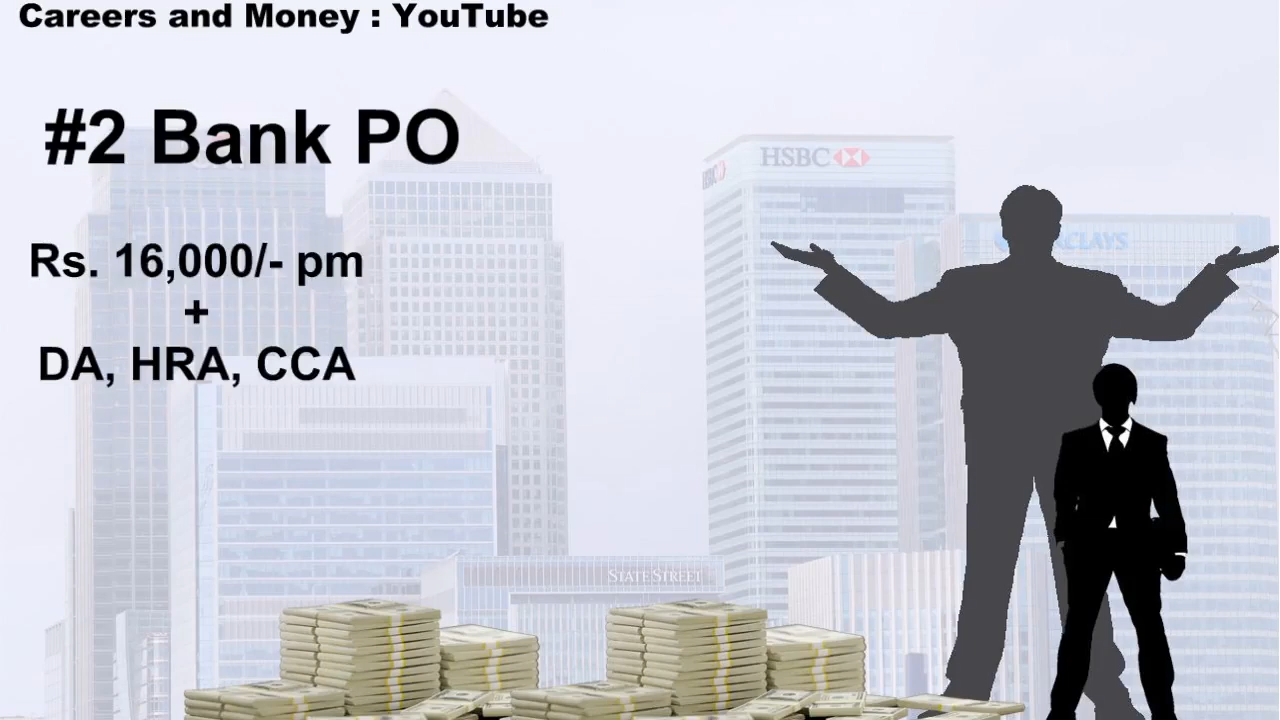 Careers and Money : YouTube
#2 Bank PO
Rs. 16,000/- pm
+
DA, HRA, CCA
HSBC
STATE STREET